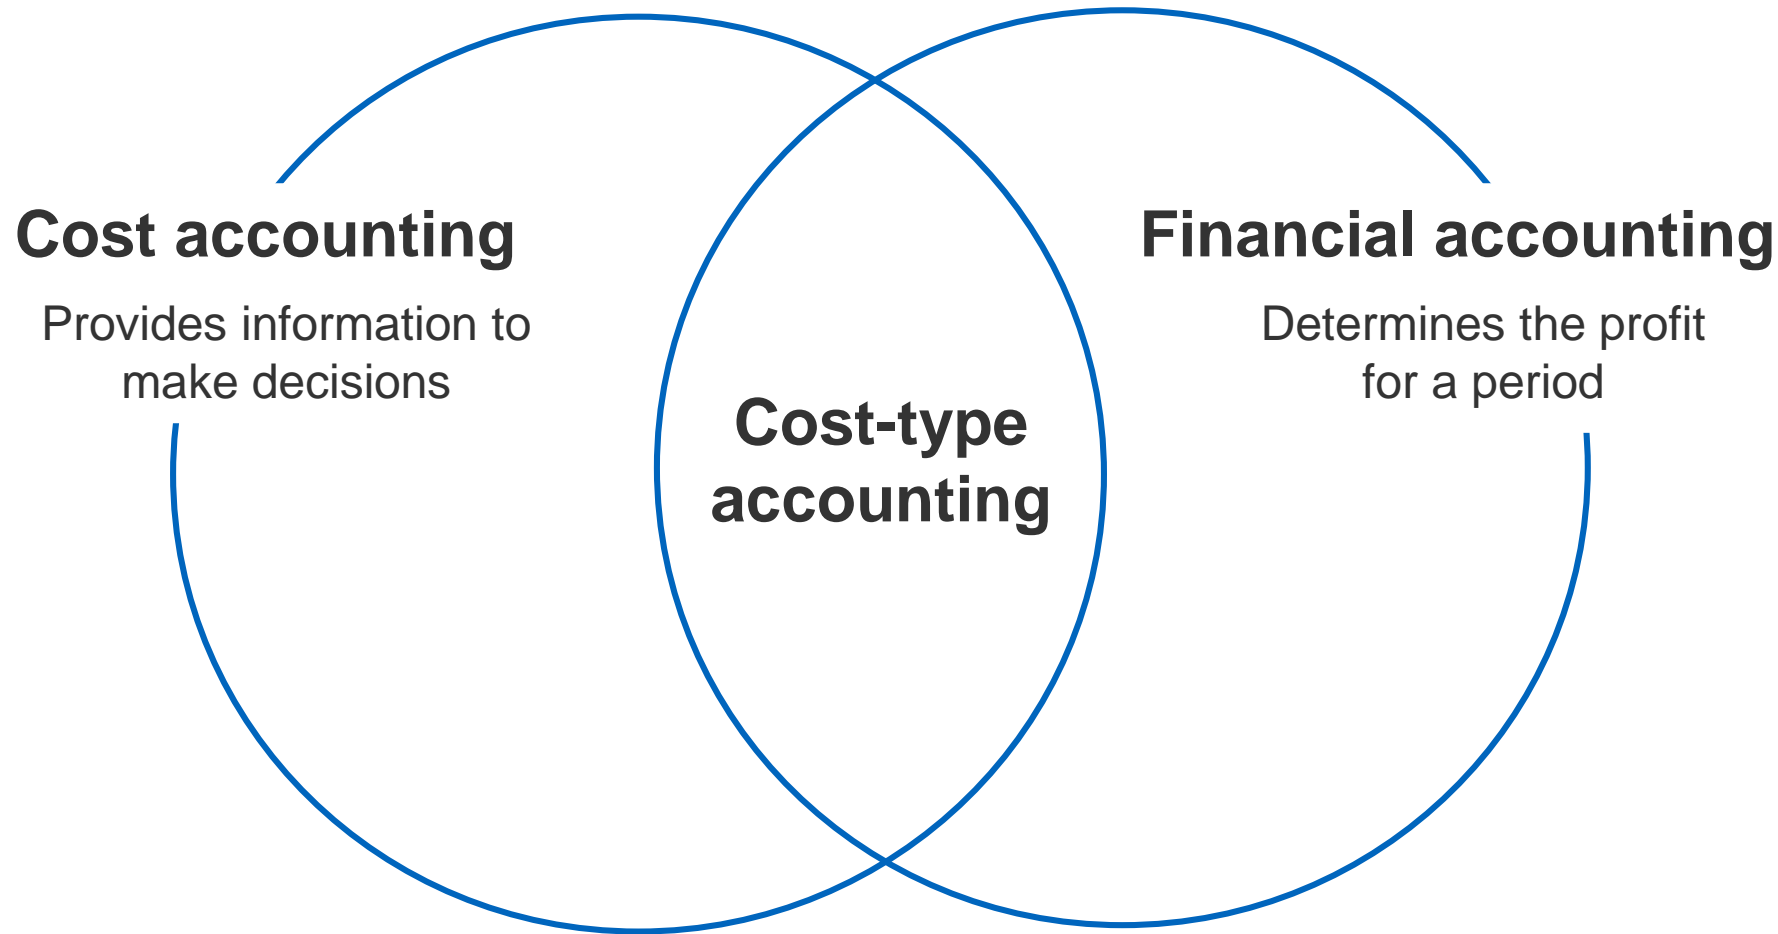 Cost accounting
Provides information to
make decisions
Cost-type
accounting
Financial accounting
Determines the profit
for a period